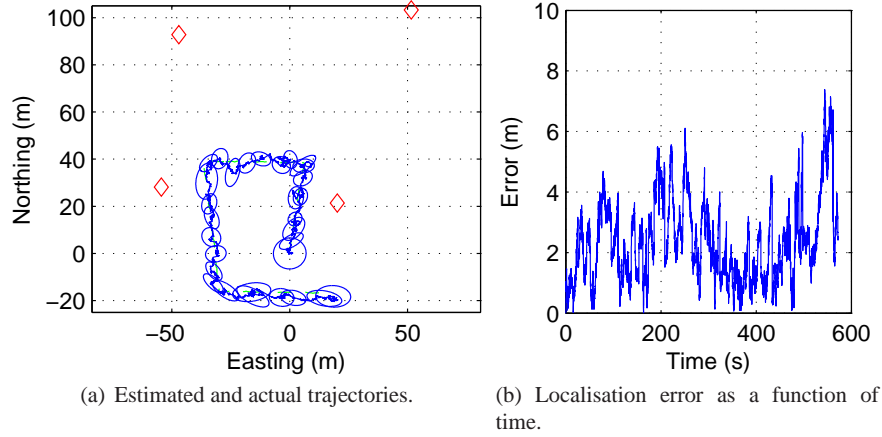 100
80
60
40
20
0
−20
−50
0
50
Northing (m)
Easting (m)
(a) Estimated and actual trajectories.
10
8
6
4
2
0
0
200
400
600
Error (m)
Time (s)
(b) Localisation error as a function of
time.